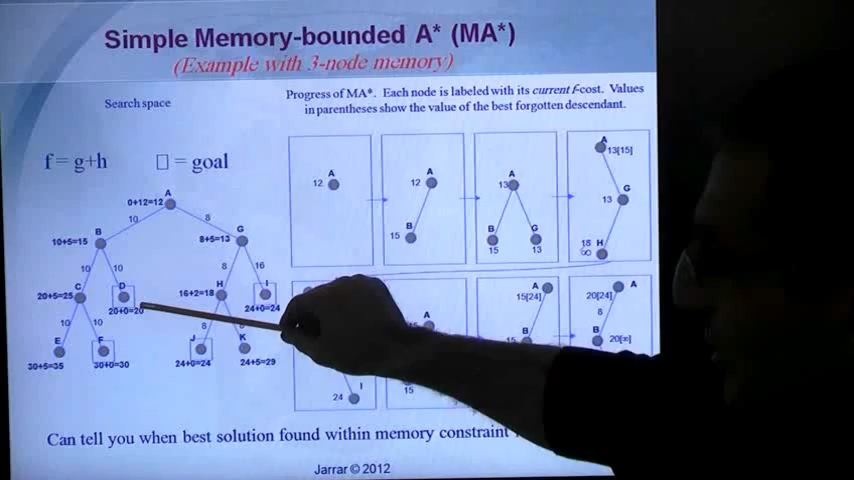 Simple Memory-bounded A* (MA*)
(Example with 3-node memory)
Search space
Progress of MA*. Each node is labeled with its current f-cost. Values
in parentheses show the value of the best forgotten descendant.
f = g+h
□ = goal
A
0+12=12
10
8
B
10+5=15
G
8+5=13
10
10
8
16
C
20+5=25
D
20+0=20
H
16+2=18
I
24+0=24
10
10
8
E
30+5=35
F
30+0=30
J
24+0=24
K
24+5=29
A
12
A
12
B
15
A
13
B
15
G
13
A
13[15]
G
13
18 H
∞
I
24
A
15
A
15[24]
B
15
A
20[24]
8
B
20[∞]
Can tell you when best solution found within memory constraint
Jarrar © 2012